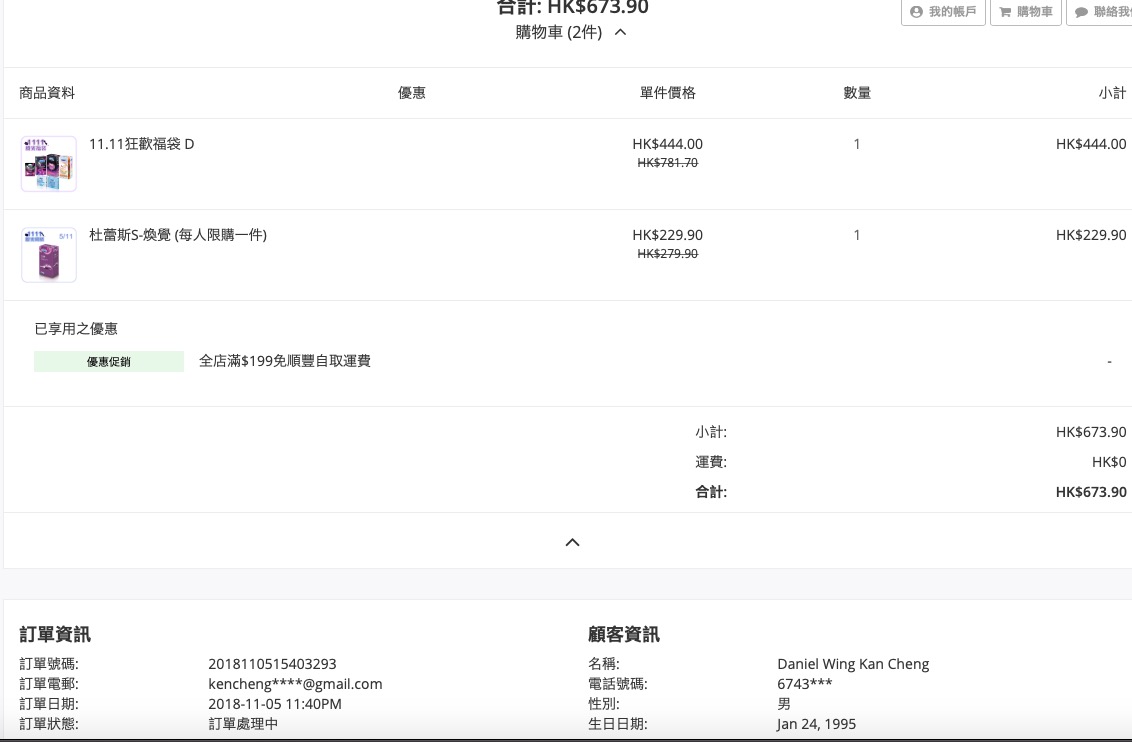 合計: HK$673.90
購物車 (2件)
我的帳戶
購物車
聯絡我
商品資料 優惠 單件價格 數量 小計
11.11狂歡福袋 D HK$444.00 1 HK$444.00
HK$781.70
杜蕾斯S-煥覺 (每人限購一件) HK$229.90 1 HK$229.90
HK$279.90
已享用之優惠
優惠促銷 全店滿$199免順豐自取運費 -
小計: HK$673.90
運費: HK$0
合計: HK$673.90
訂單資訊
訂單號碼: 2018110515403293
訂單電郵: kencheng****@gmail.com
訂單日期: 2018-11-05 11:40PM
訂單狀態: 訂單處理中
顧客資訊
名稱: Daniel Wing Kan Cheng
電話號碼: 6743***
性別: 男
生日日期: Jan 24, 1995